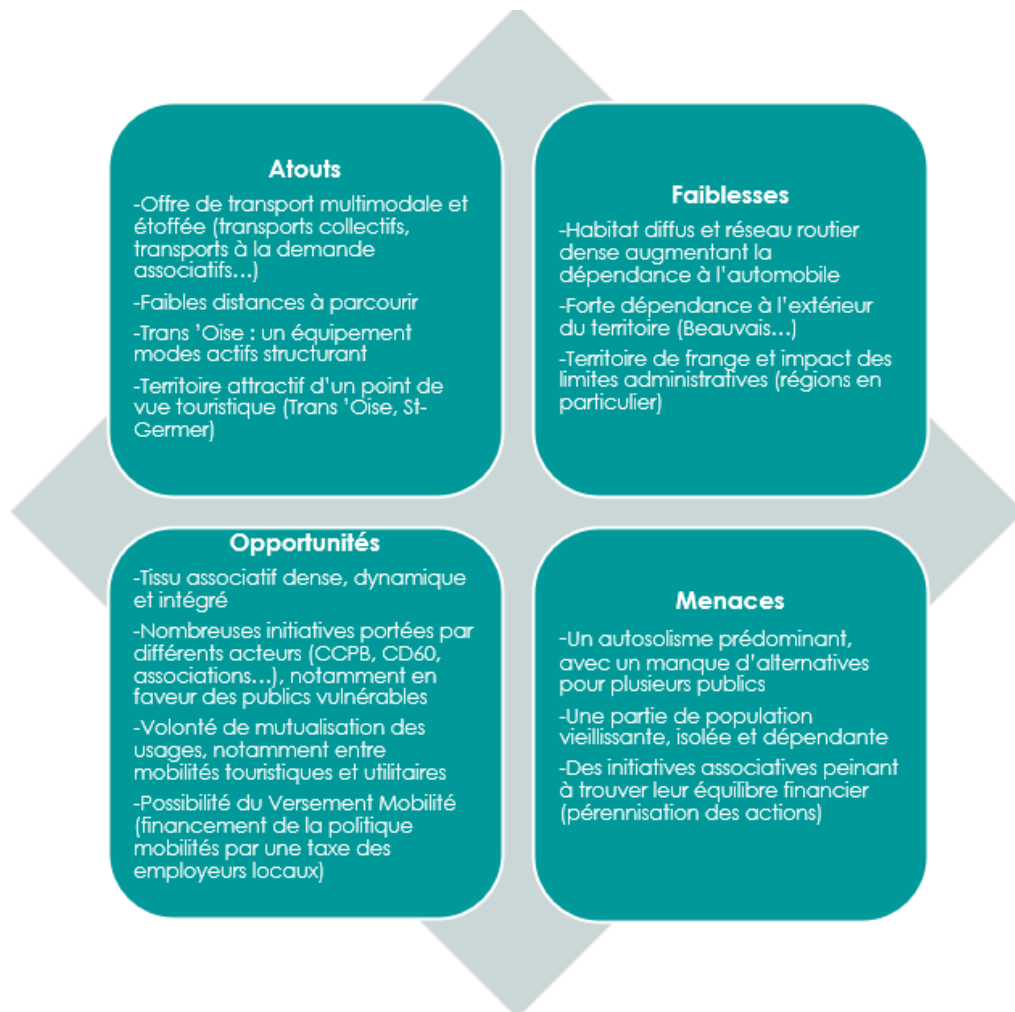 Atouts
-Offre de transport multimodale et
étoffée (transports collectifs,
transports à la demande
associatifs...)
-Faibles distances à parcourir
-Trans 'Oise : un équipement
modes actifs structurant
-Territoire attractif d'un point de
vue touristique (Trans 'Oise, St-
Germer)
Faiblesses
-Habitat diffus et réseau routier
dense augmentant la
dépendance à l'automobile
-Forte dépendance à l'extérieur
du territoire (Beauvais...)
-Territoire de frange et impact des
limites administratives (régions en
particulier)
Opportunités
-Tissu associatif dense, dynamique
et intégré
-Nombreuses initiatives portées par
différents acteurs (CCPB, CD60,
associations...), notamment en
faveur des publics vulnérables
-Volonté de mutualisation des
usages, notamment entre
mobilités touristiques et utilitaires
-Possibilité du Versement Mobilité
(financement de la politique
mobilités par une taxe des
employeurs locaux)
Menaces
-Un autosolisme prédominant,
avec un manque d'alternatives
pour plusieurs publics
-Une partie de population
vieillissante, isolée et dépendante
-Des initiatives associatives peinant
à trouver leur équilibre financier
(pérennisation des actions)